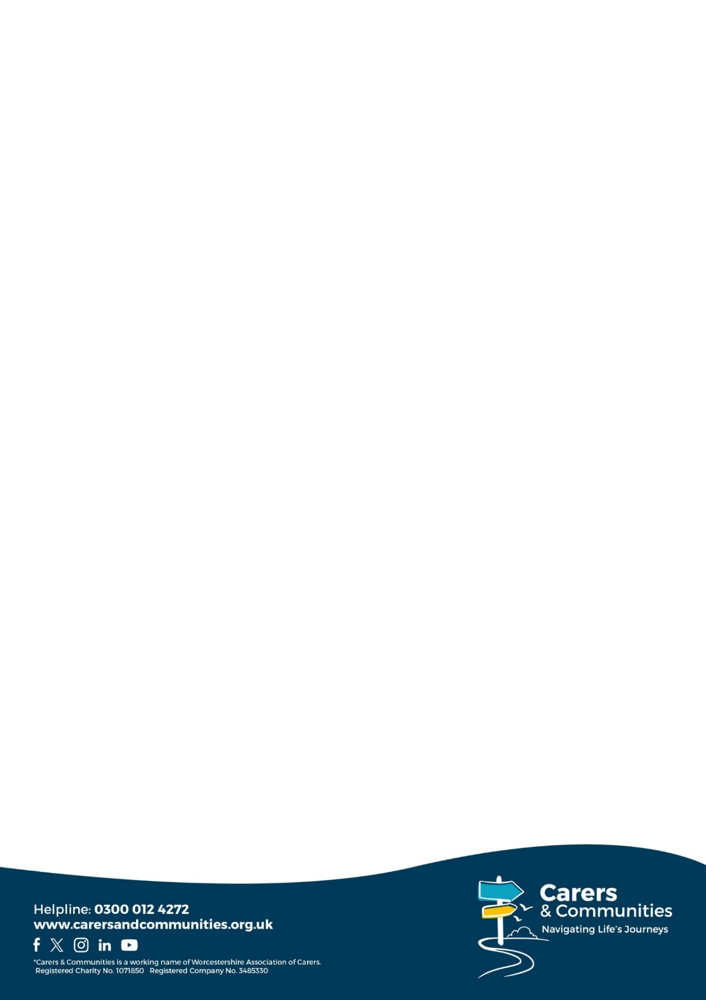 Helpline: 0300 012 4272
www.carersandcommunities.org.uk
*Carers & Communities is a working name of Worcestershire Association of Carers.
Registered Charity No. 1071850 Registered Company No. 3485330
Carers
& Communities
Navigating Life's Journeys